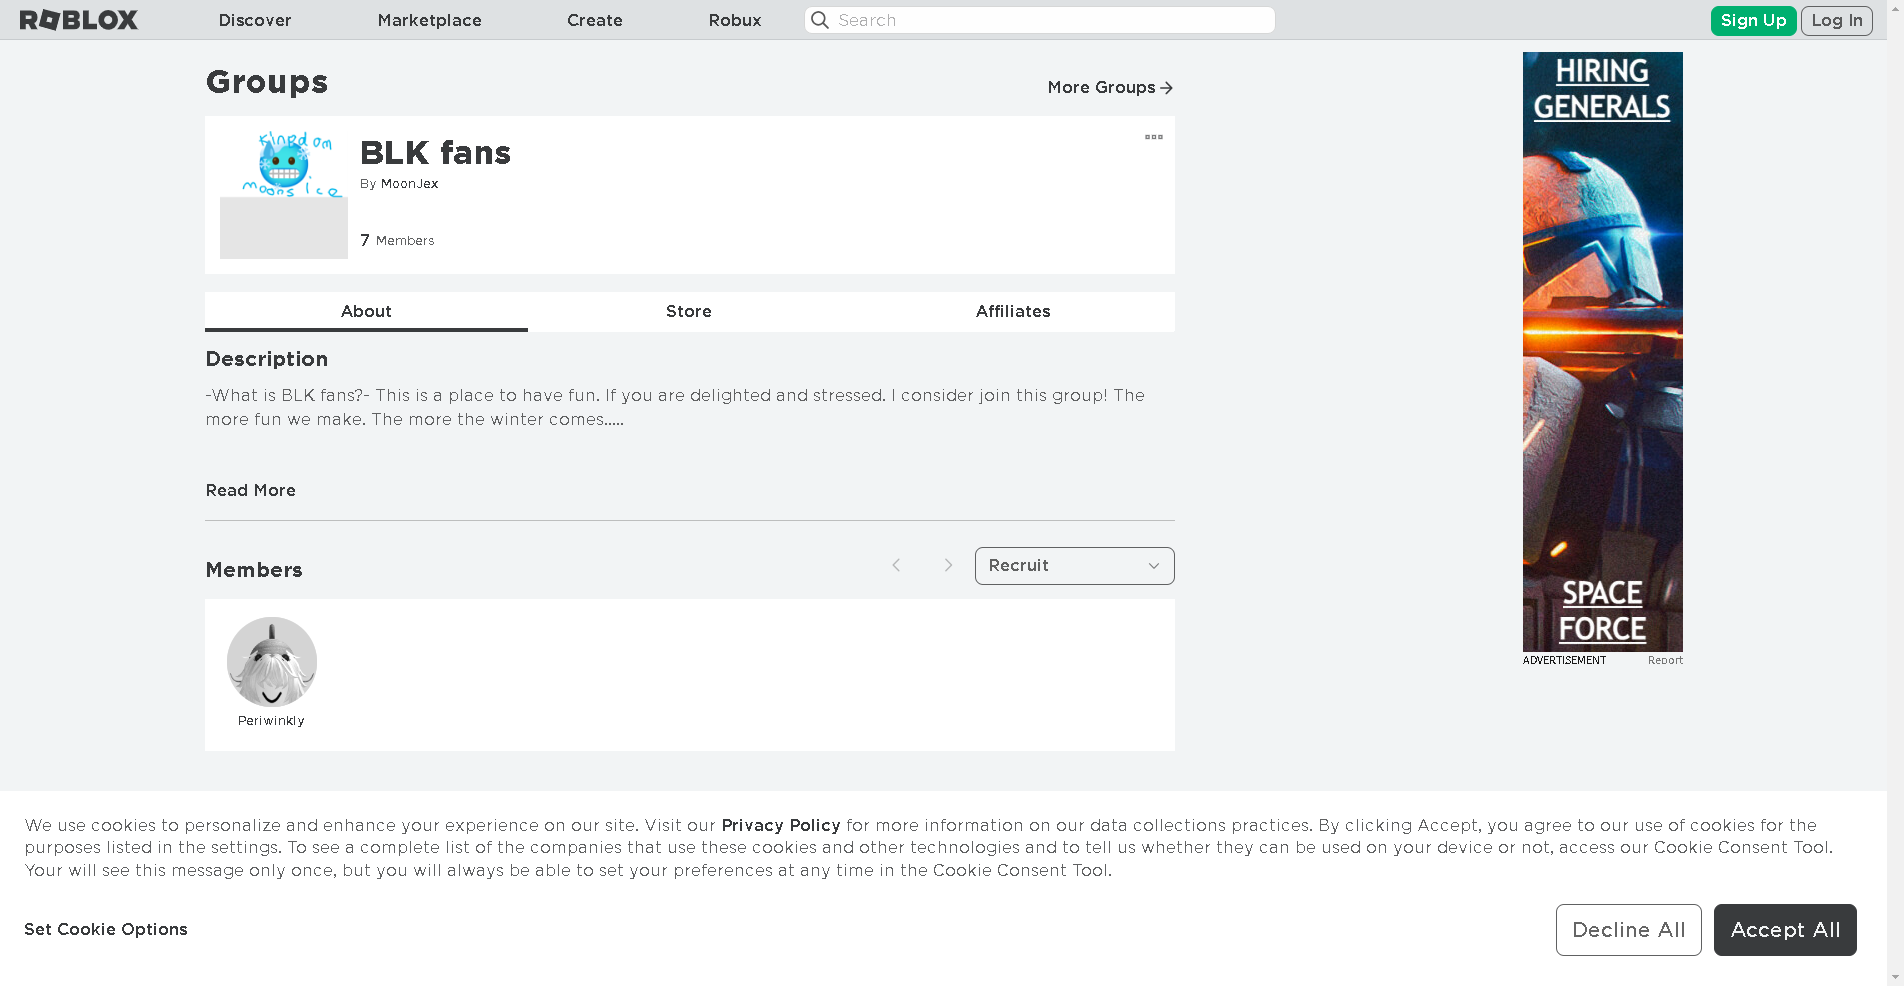 ROBLOX
Discover
Marketplace
Create
Robux
Search
Sign Up
Log In
Groups
More Groups
Kingdom
moons ice
BLK fans
By MoonJex
7 Members
About
Store
Affiliates
Description
-What is BLK fans?- This is a place to have fun. If you are delighted and stressed. I consider join this group! The
more fun we make. The more the winter comes.....
Read More
Members
Recruit
Periwinkly
HIRING
GENERALS
SPACE
FORCE
ADVERTISEMENT
Report
We use cookies to personalize and enhance your experience on our site. Visit our Privacy Policy for more information on our data collections practices. By clicking Accept, you agree to our use of cookies for the
purposes listed in the settings. To see a complete list of the companies that use these cookies and other technologies and to tell us whether they can be used on your device or not, access our Cookie Consent Tool.
Your will see this message only once, but you will always be able to set your preferences at any time in the Cookie Consent Tool.
Set Cookie Options
Decline All
Accept All